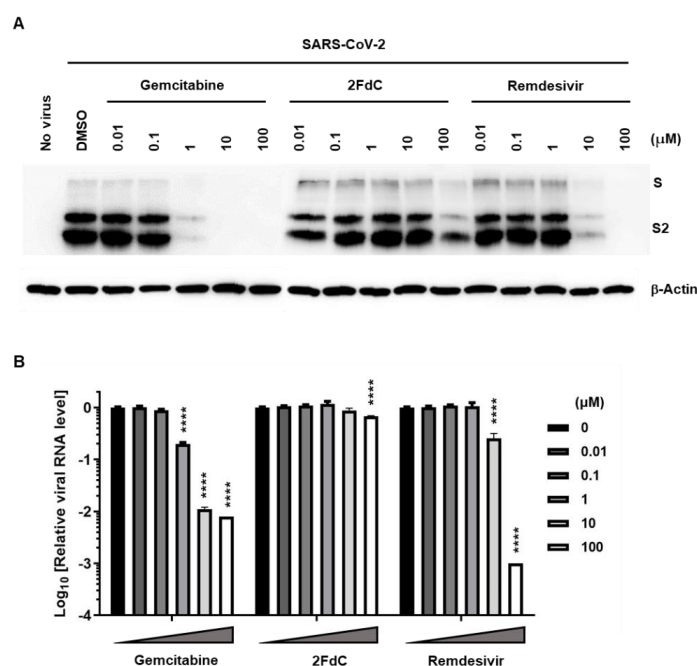 A
SARS-CoV-2
Gemcitabine 2FdC Remdesivir
No virus DMSO 0.01 0.1 1 10 100 0.01 0.1 1 10 100 0.01 0.1 1 10 100 (μM)
S
S2
β-Actin
B
Log10 [Relative viral RNA level]
0
-1
-2
-3
-4
****
****
****
****
****
****
(μM)
0
0.01
0.1
1
10
100
Gemcitabine 2FdC Remdesivir